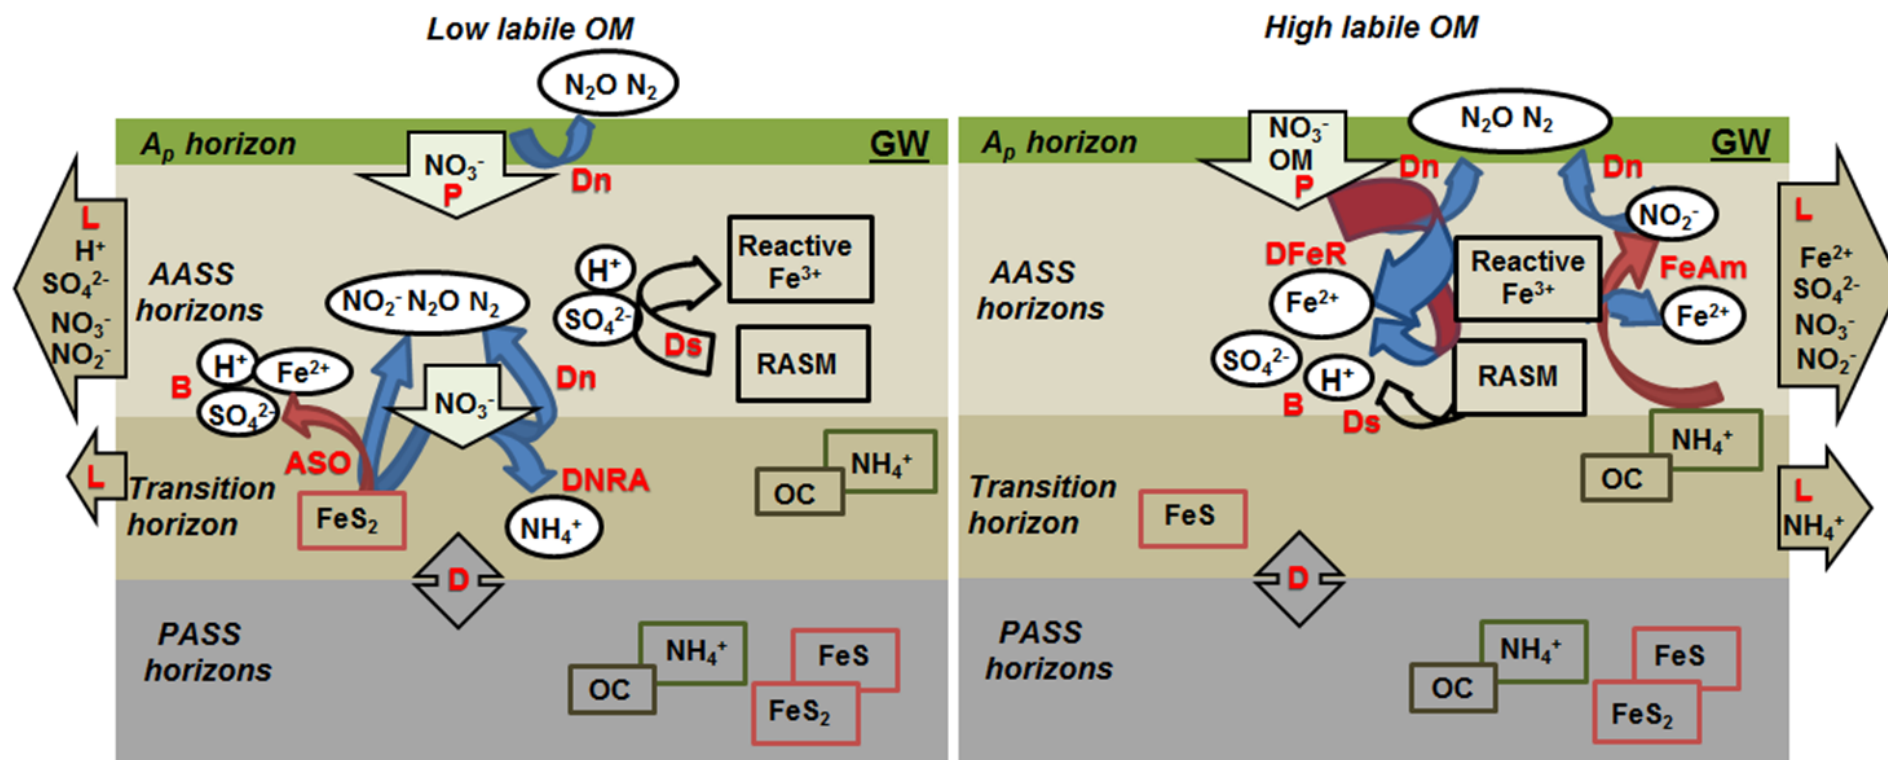 Low labile OM
N₂O N₂
Aₚ horizon
GW
NO₃⁻
P
Dn
L
H⁺
SO₄²⁻
NO₃⁻
NO₂⁻
AASS
horizons
NO₂⁻ N₂O N₂
H⁺
SO₄²⁻
Ds
Reactive
Fe³⁺
RASM
B
H⁺
Fe²⁺
SO₄²⁻
NO₃⁻
Dn
L
Transition
horizon
ASO
FeS₂
DNRA
NH₄⁺
NH₄⁺
OC
D
PASS
horizons
NH₄⁺
OC
FeS
FeS₂
High labile OM
N₂O N₂
Aₚ horizon
GW
NO₃⁻
OM
P
Dn
Dn
NO₂⁻
AASS
horizons
DFeR
Fe²⁺
Reactive
Fe³⁺
FeAm
Fe²⁺
SO₄²⁻
H⁺
B
Ds
RASM
L
Fe²⁺
SO₄²⁻
NO₃⁻
NO₂⁻
Transition
horizon
FeS
NH₄⁺
OC
L
NH₄⁺
D
PASS
horizons
NH₄⁺
OC
FeS
FeS₂